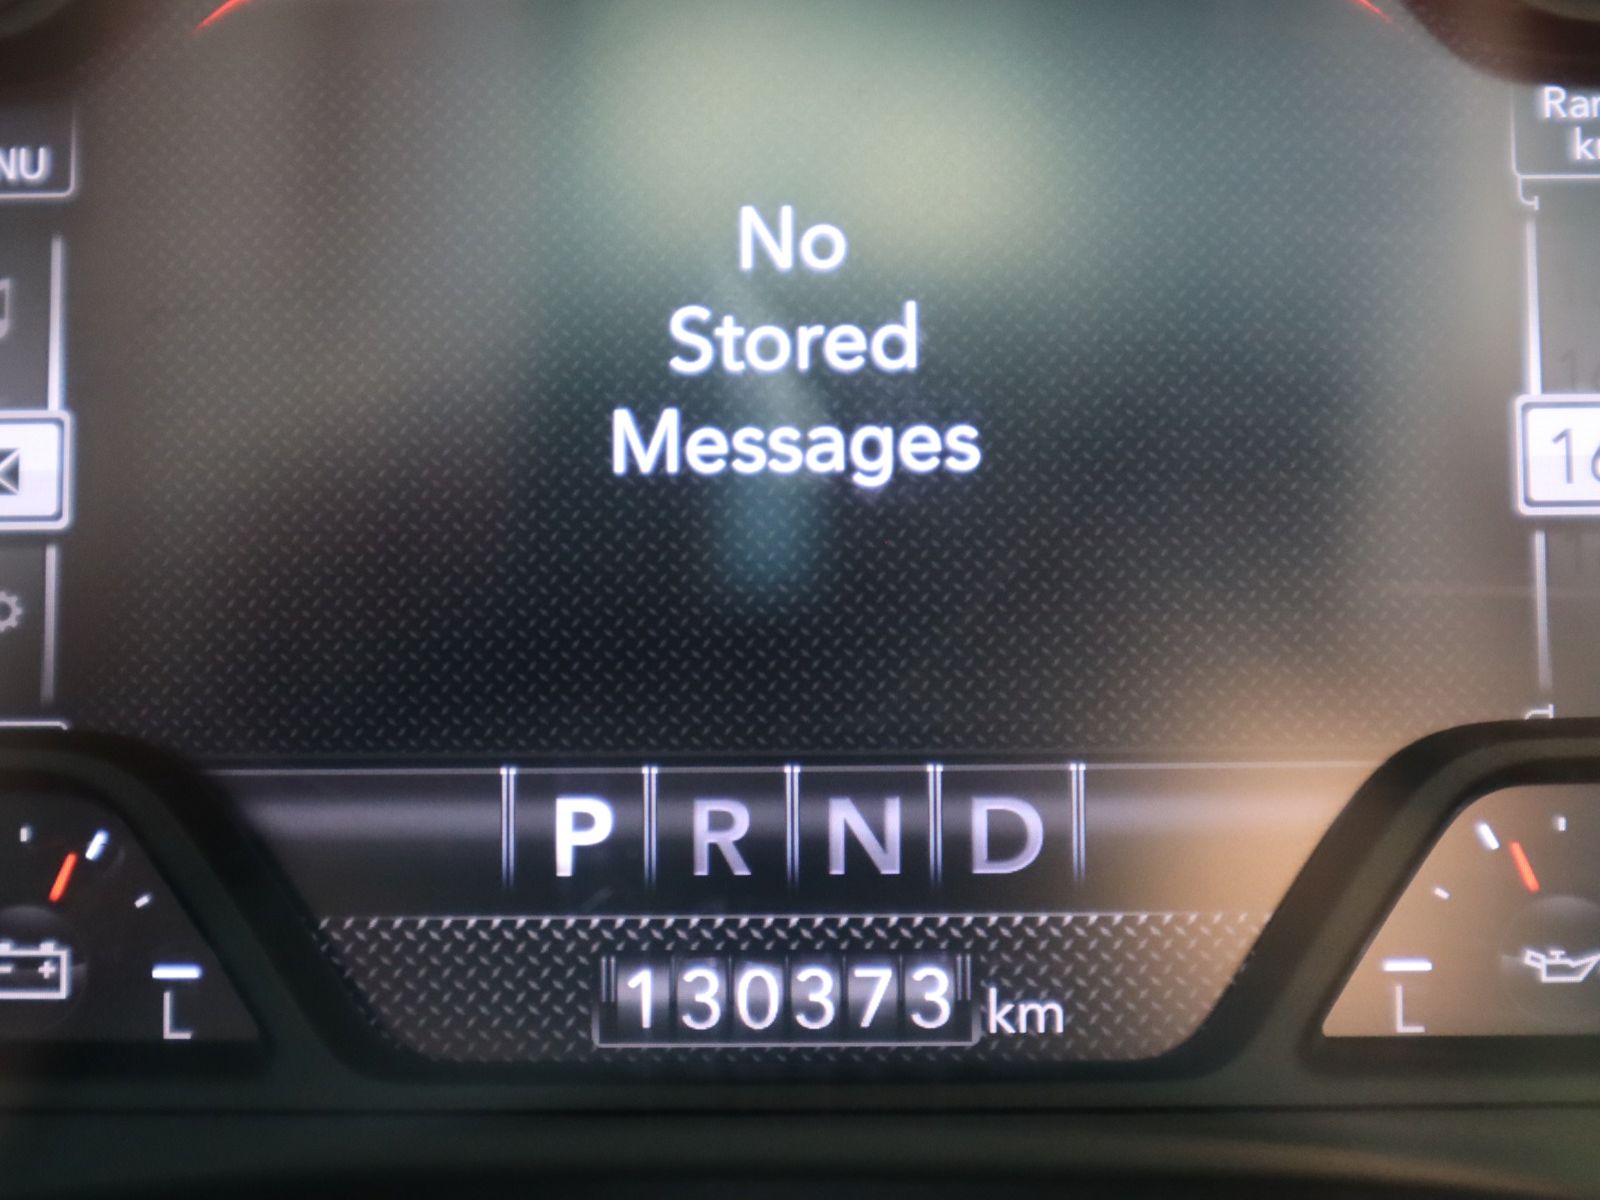 No
Stored
Messages
P R N D
130373 km
L
L